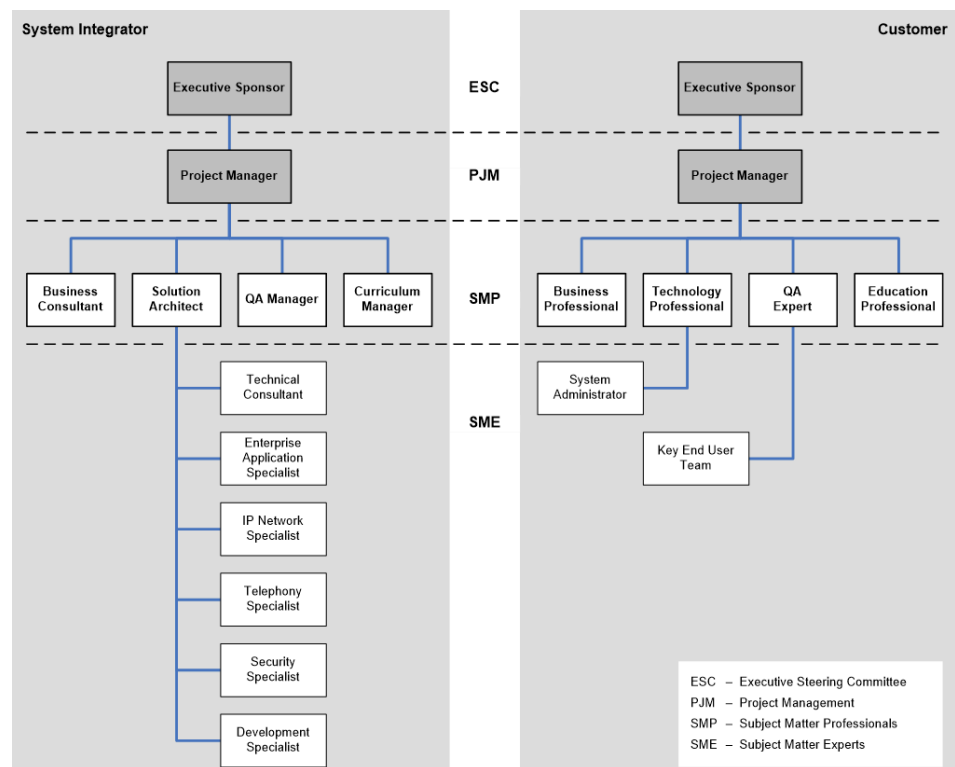 System Integrator
Customer
Executive Sponsor
ESC
Executive Sponsor
Project Manager
PJM
Project Manager
Business
Consultant
Solution
Architect
QA Manager
Curriculum
Manager
SMP
Business
Professional
Technology
Professional
QA
Expert
Education
Professional
Technical
Consultant
System
Administrator
SME
Enterprise
Application
Specialist
Key End User
Team
IP Network
Specialist
Telephony
Specialist
Security
Specialist
Development
Specialist
ESC – Executive Steering Committee
PJM – Project Management
SMP – Subject Matter Professionals
SME – Subject Matter Experts